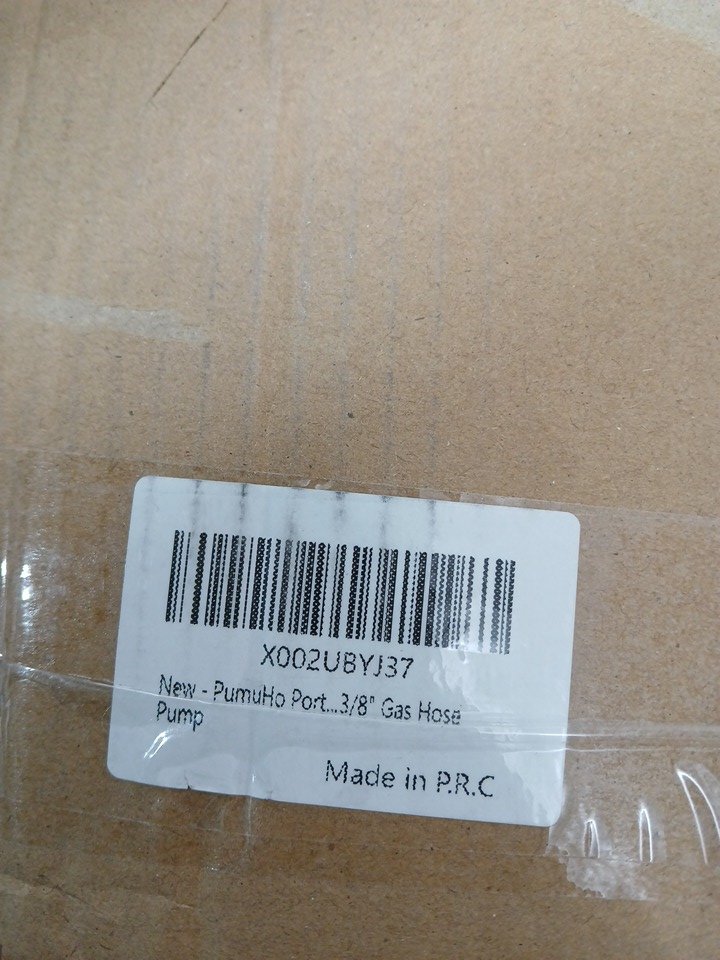 X002UBYJ37
New - PumuHo Port...3/8" Gas Hose
Pump
Made in P.R.C